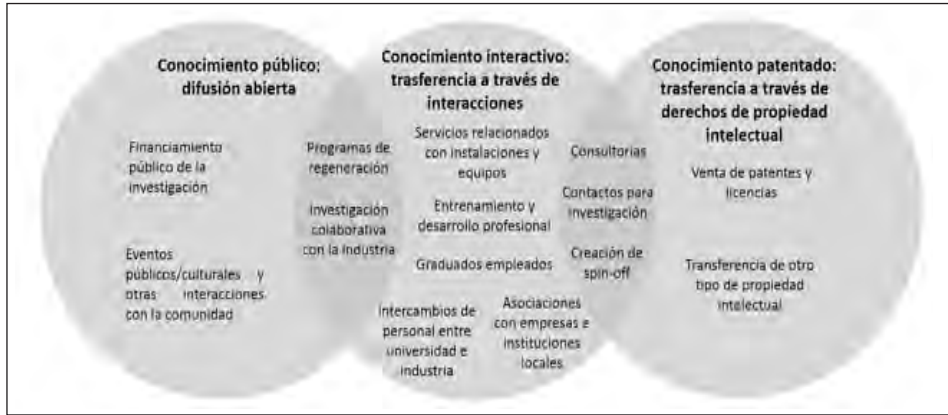 Conocimiento público:
difusión abierta
Financiamiento
público de la
investigación
Eventos
públicos/culturales y
otras interacciones
con la comunidad
Programas de
regeneración
Investigación
colaborativa
con la industria
Conocimiento interactivo:
trasferencia a través de
interacciones
Servicios relacionados
con instalaciones y
equipos
Entrenamiento y
desarrollo profesional
Graduados empleados
Intercambios de
personal entre
universidad e
industria
Asociaciones
con empresas e
instituciones
locales
Consultorias
Contactos para
investigación
Creación de
spin-off
Conocimiento patentado:
trasferencia a través de
derechos de propiedad
intelectual
Venta de patentes y
licencias
Transferencia de otro
tipo de propiedad
intelectual